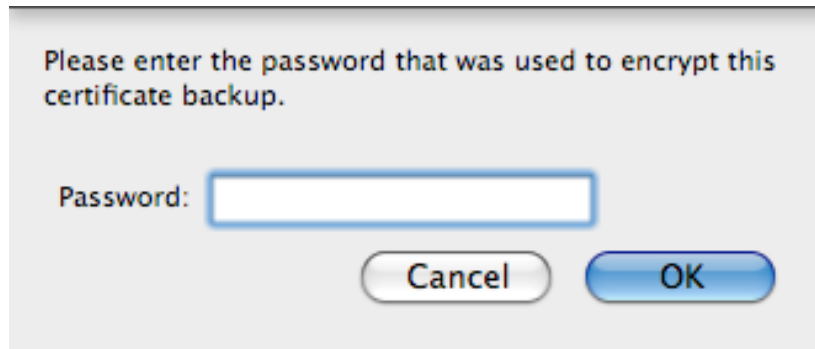 Please enter the password that was used to encrypt this
certificate backup.
Password:
Cancel OK